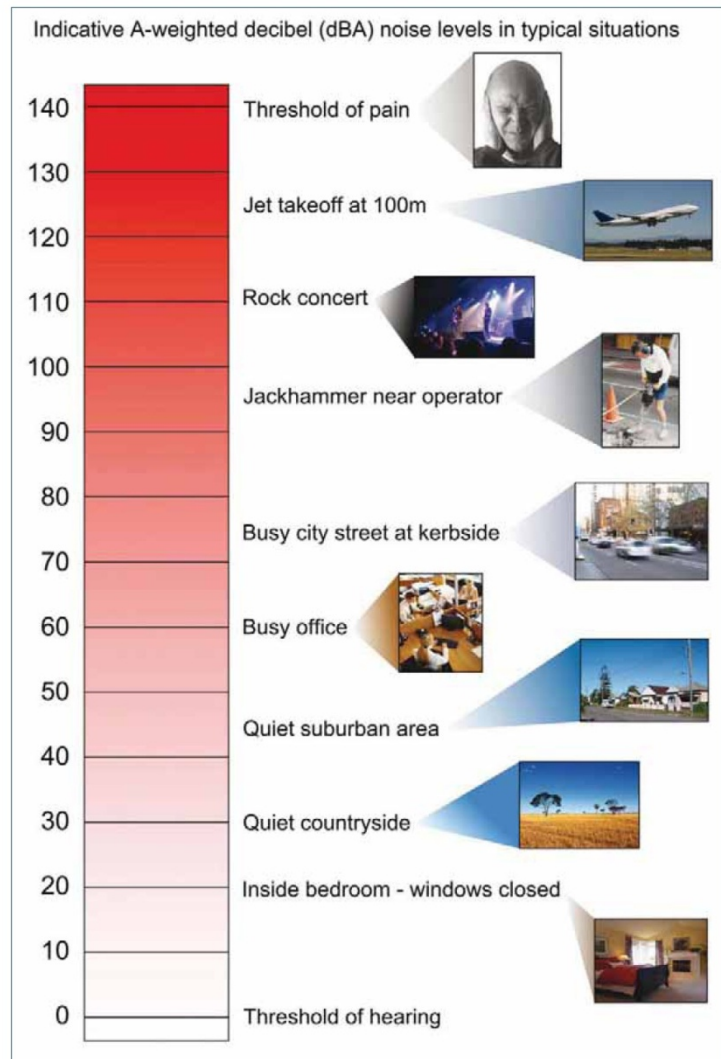 Indicative A-weighted decibel (dBA) noise levels in typical situations
140
Threshold of pain
130
Jet takeoff at 100m
120
110
Rock concert
100
Jackhammer near operator
90
80
Busy city street at kerbside
70
60
Busy office
50
Quiet suburban area
40
30
Quiet countryside
20
Inside bedroom - windows closed
10
0
Threshold of hearing